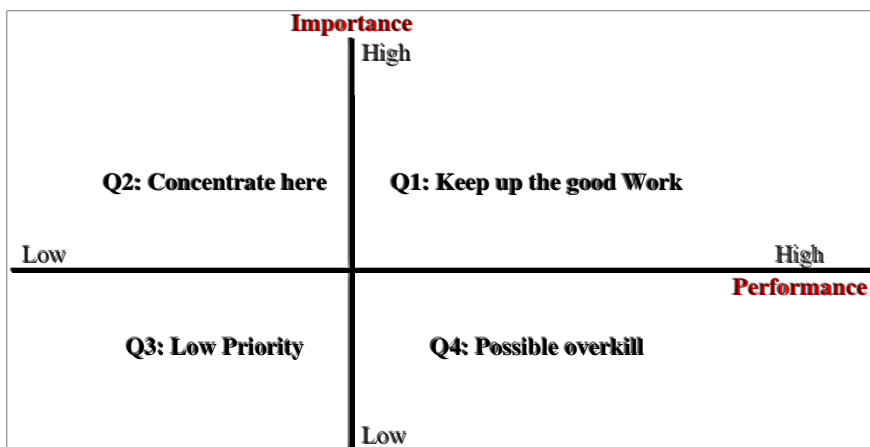 Importance
High
Q2: Concentrate here
Q1: Keep up the good Work
Low
High
Performance
Q3: Low Priority
Q4: Possible overkill
Low